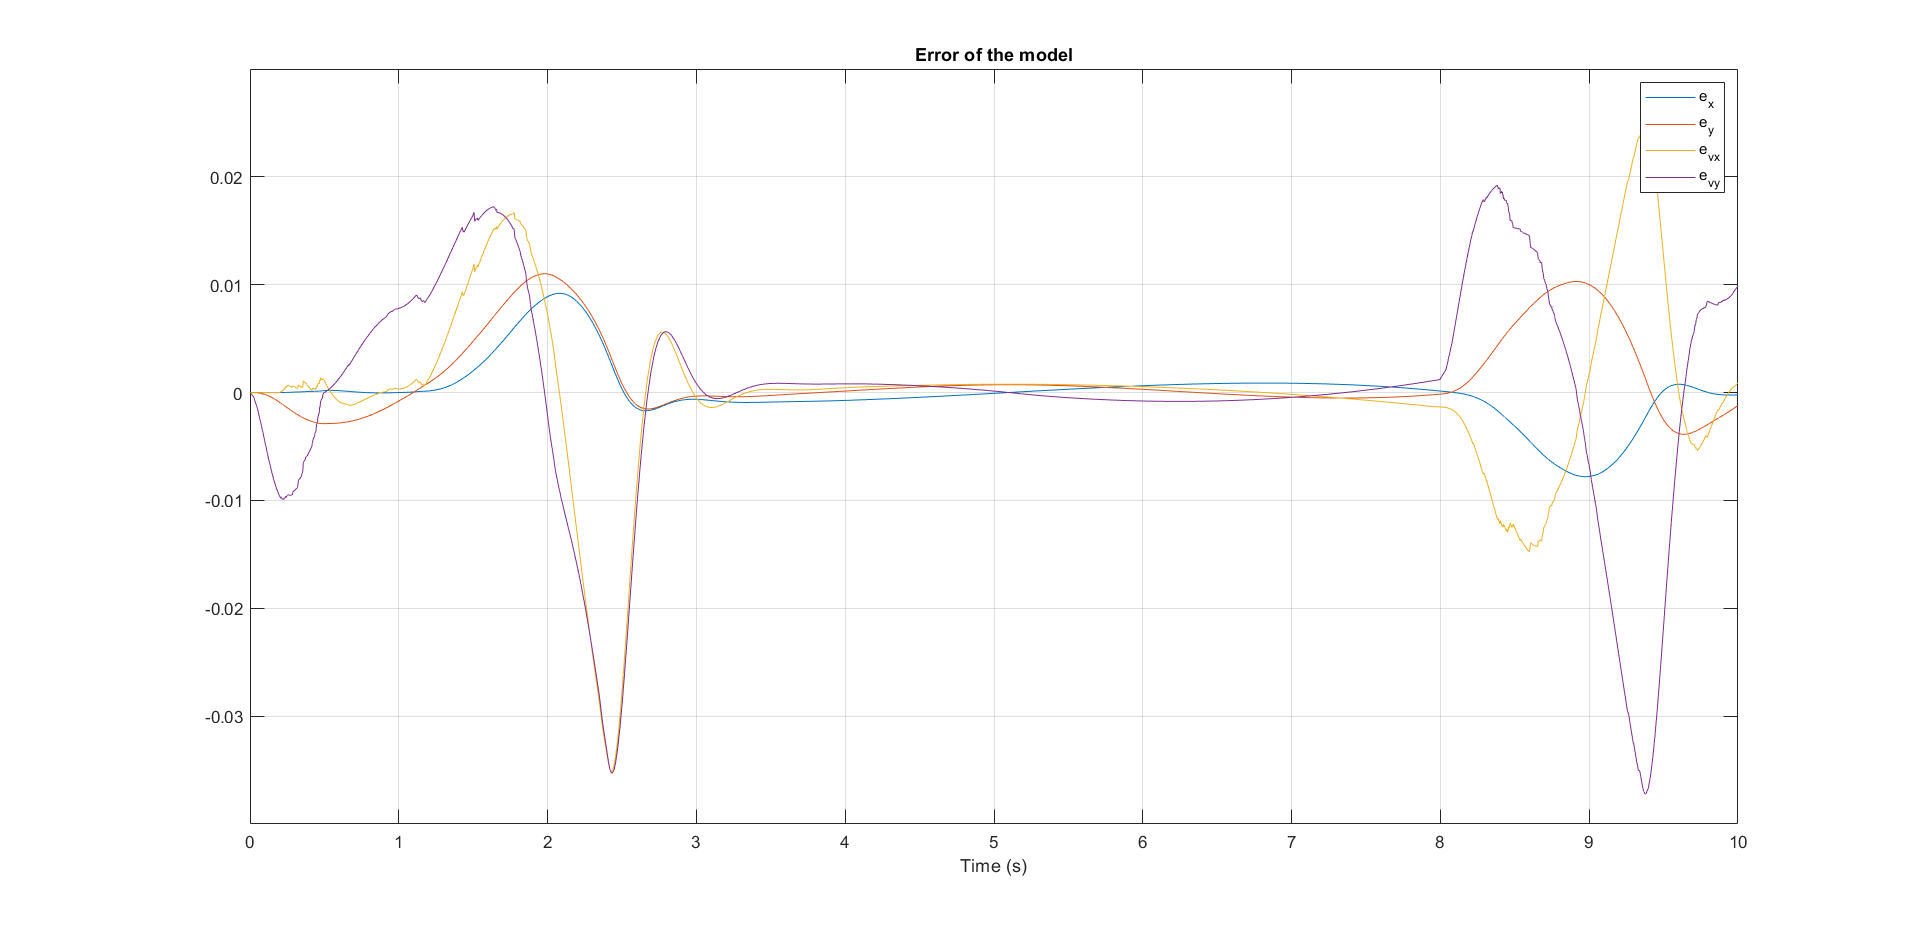 Error of the model
e_x
e_y
e_vx
e_vy
0.02
0.01
0
-0.01
-0.02
-0.03
0 1 2 3 4 5 6 7 8 9 10
Time (s)